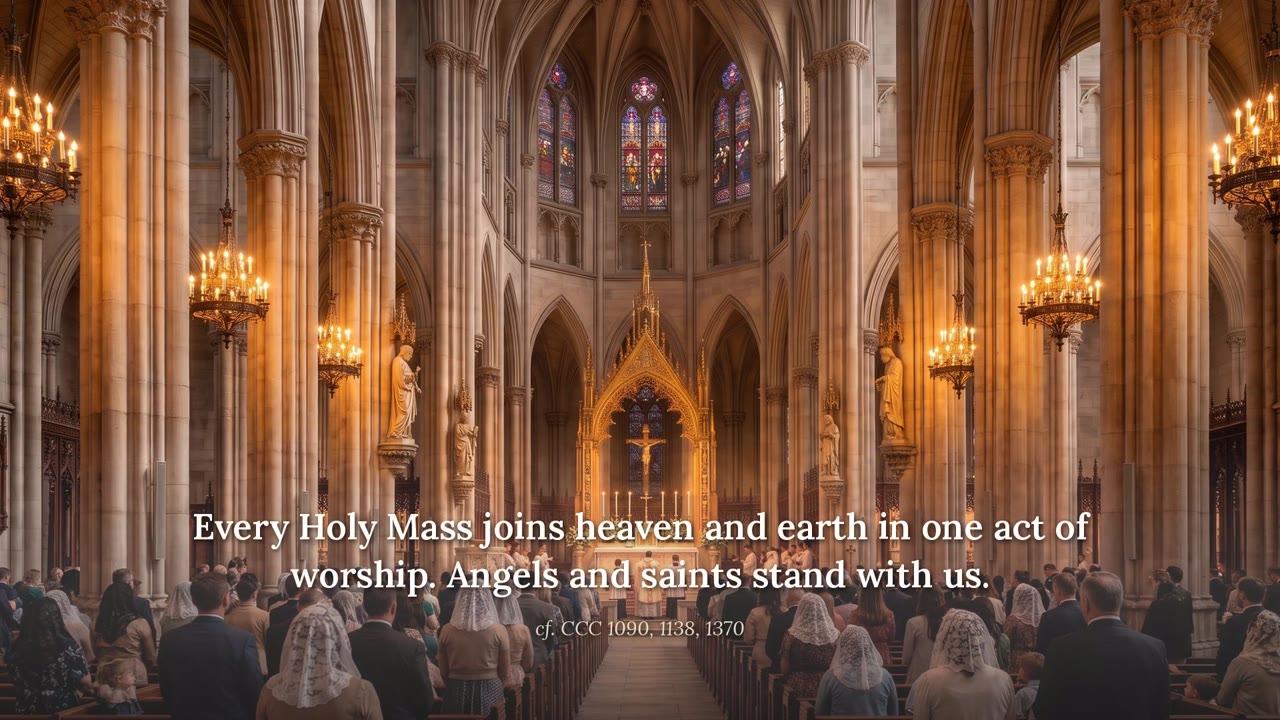 Every Holy Mass joins heaven and earth in one act of
worship. Angels and saints stand with us.
cf. CCC 1090, 1138, 1370